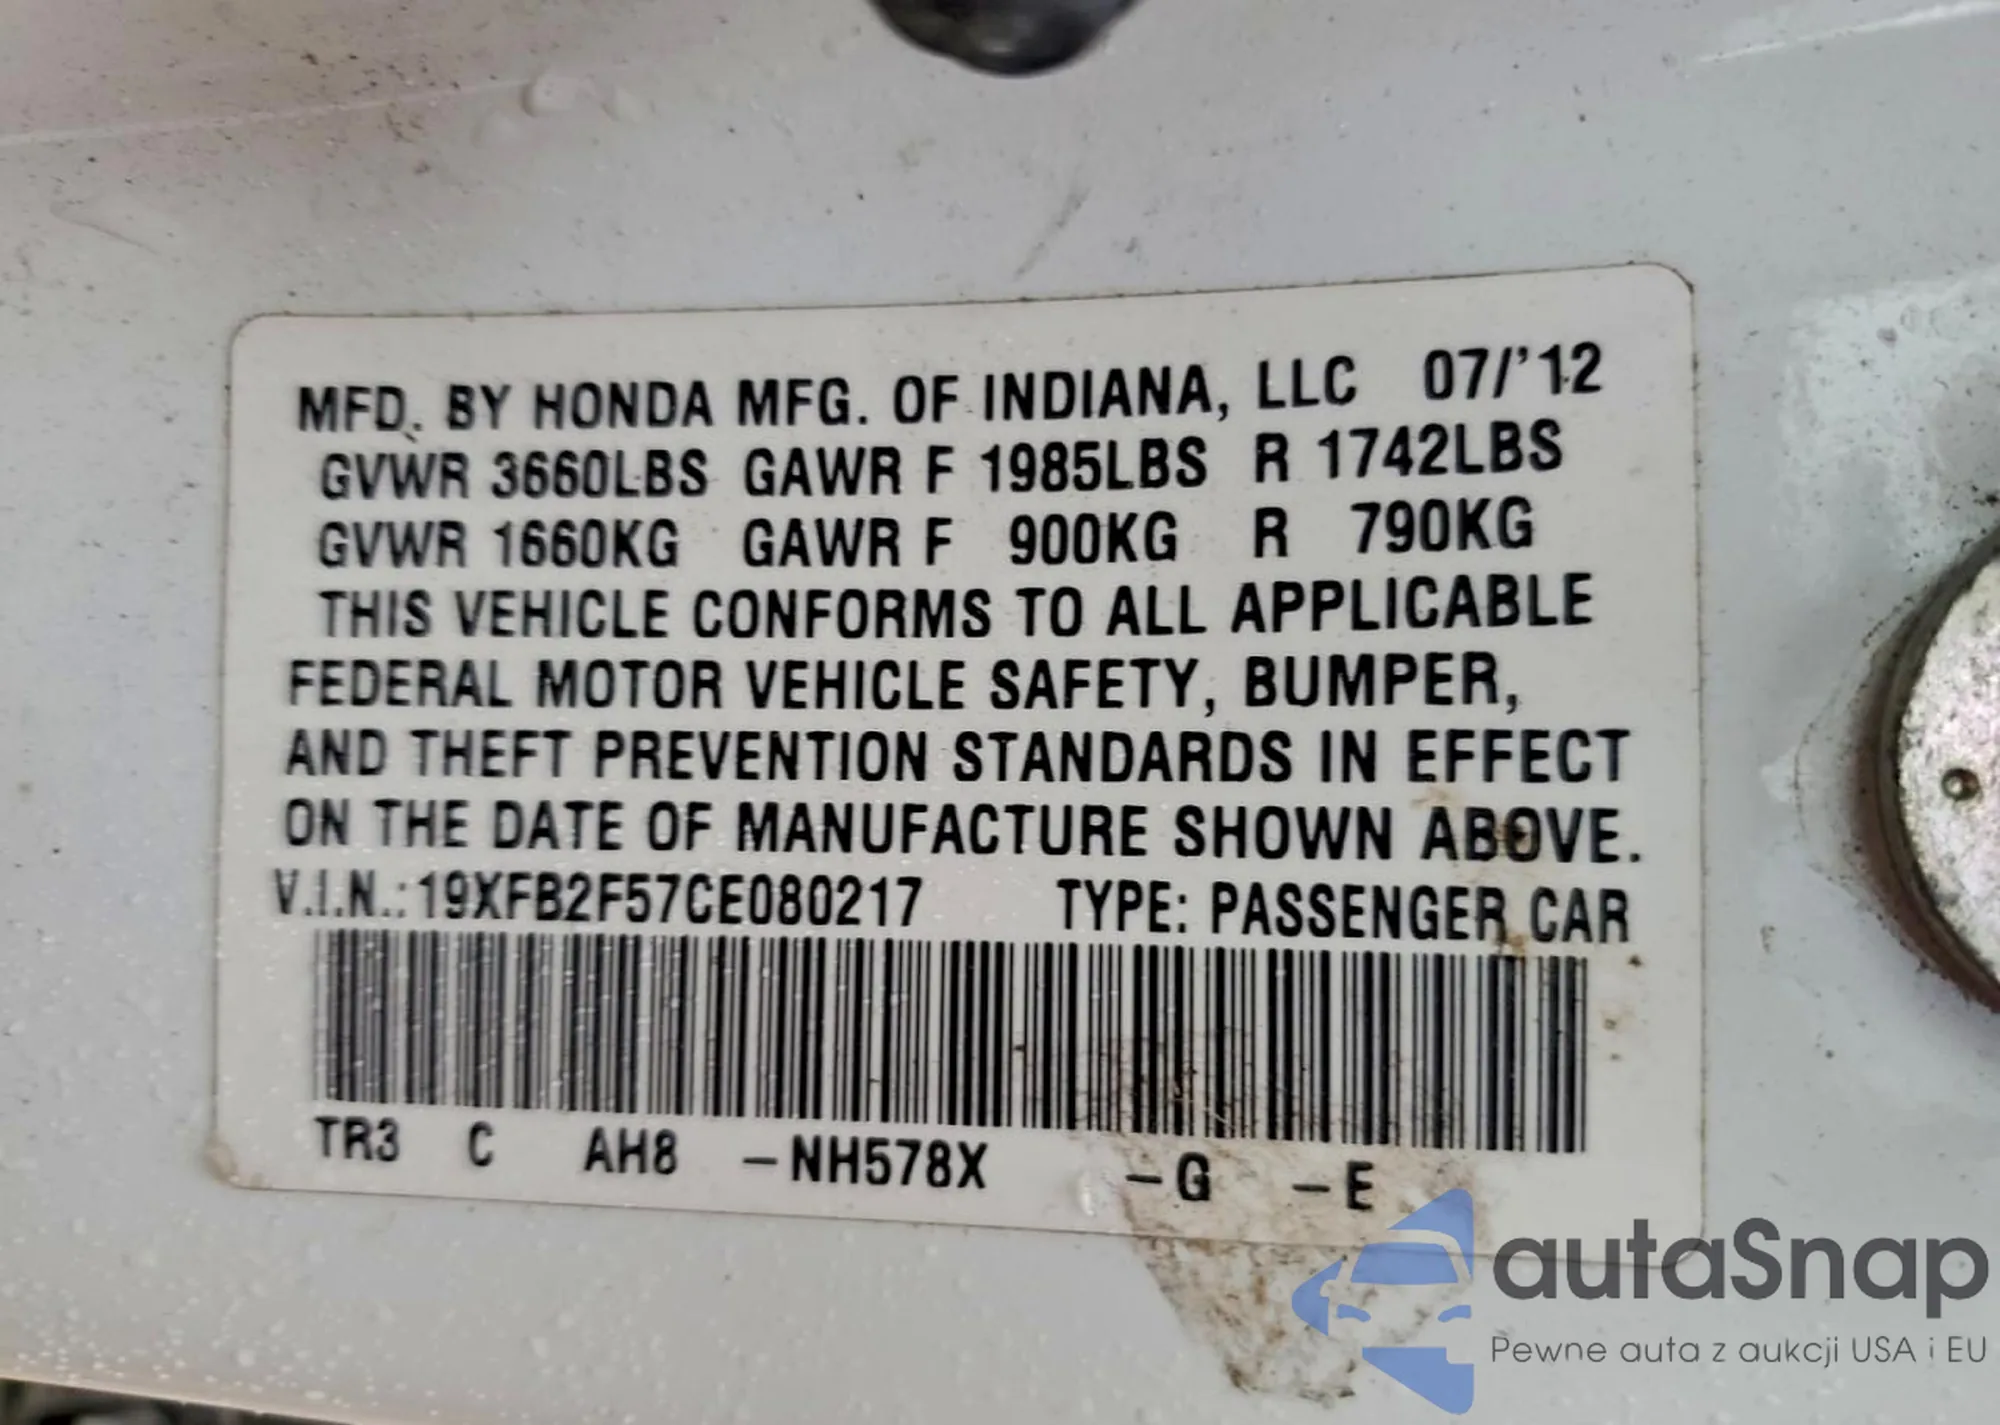 MFD. BY HONDA MFG. OF INDIANA, LLC 07/'12
GVWR 3660LBS GAWR F 1985LBS R 1742LBS
GVWR 1660KG GAWR F 900KG R 790KG
THIS VEHICLE CONFORMS TO ALL APPLICABLE
FEDERAL MOTOR VEHICLE SAFETY, BUMPER,
AND THEFT PREVENTION STANDARDS IN EFFECT
ON THE DATE OF MANUFACTURE SHOWN ABOVE.
V.I.N.:19XFB2F57CE080217 TYPE: PASSENGER CAR
TR3 C AH8 -NH578X -G -E
autaSnap
Pewne auta z aukcji USA i EU